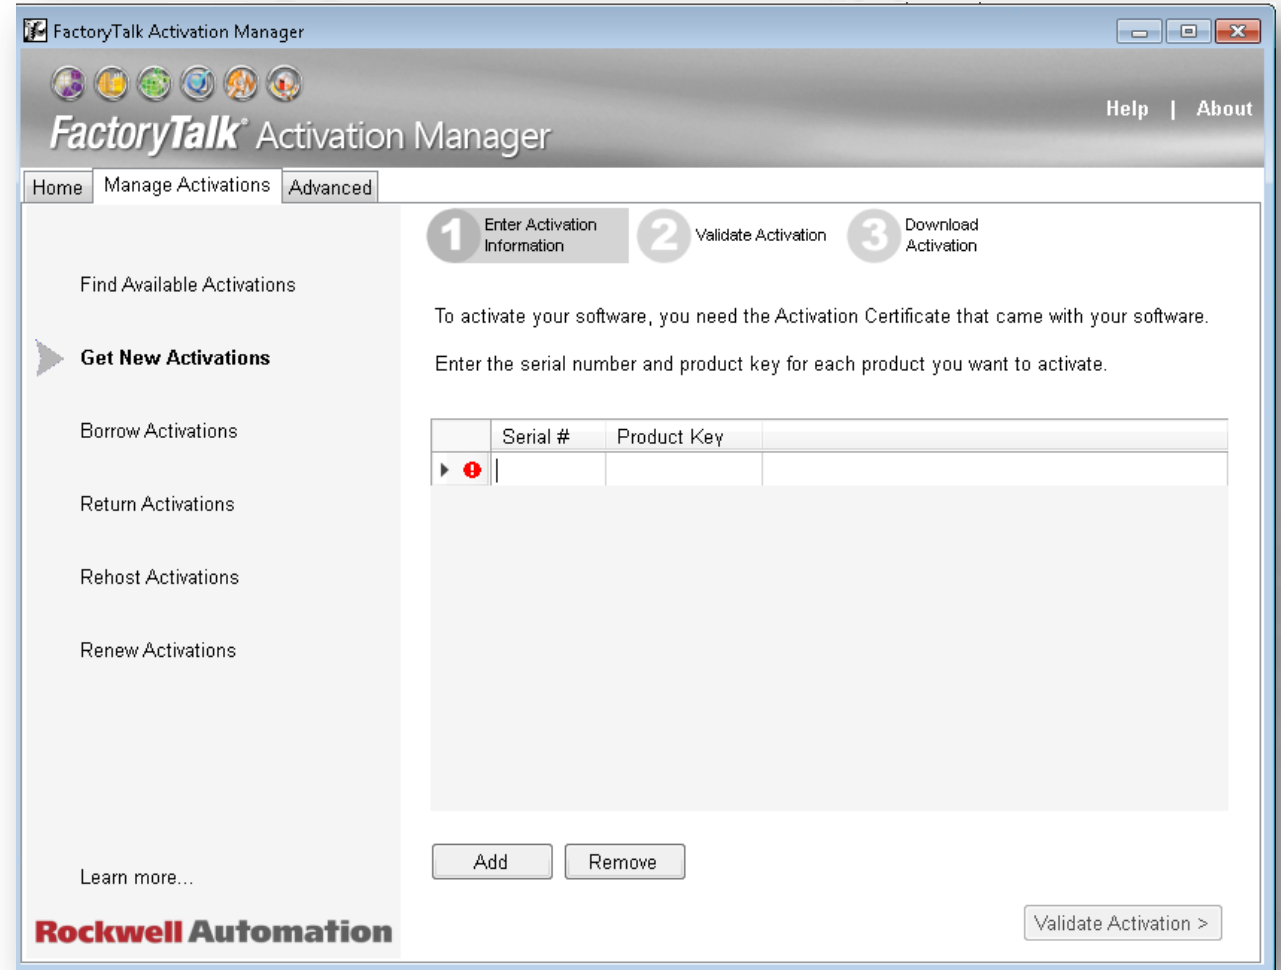 FactoryTalk Activation Manager
FactoryTalk® Activation Manager
Help | About
Home
Manage Activations
Advanced
1 Enter Activation
Information
2 Validate Activation
3 Download
Activation
Find Available Activations
Get New Activations
Borrow Activations
Return Activations
Rehost Activations
Renew Activations
Learn more...
Rockwell Automation
To activate your software, you need the Activation Certificate that came with your software.
Enter the serial number and product key for each product you want to activate.
Serial # Product Key
Add
Remove
Validate Activation >